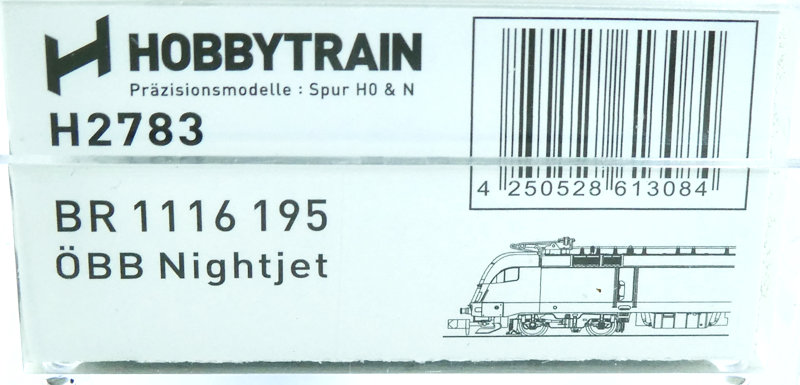 HOBBYTRAIN
Präzisionsmodelle : Spur H0 & N
H2783
4 250528 613084
BR 1116 195
ÖBB Nightjet